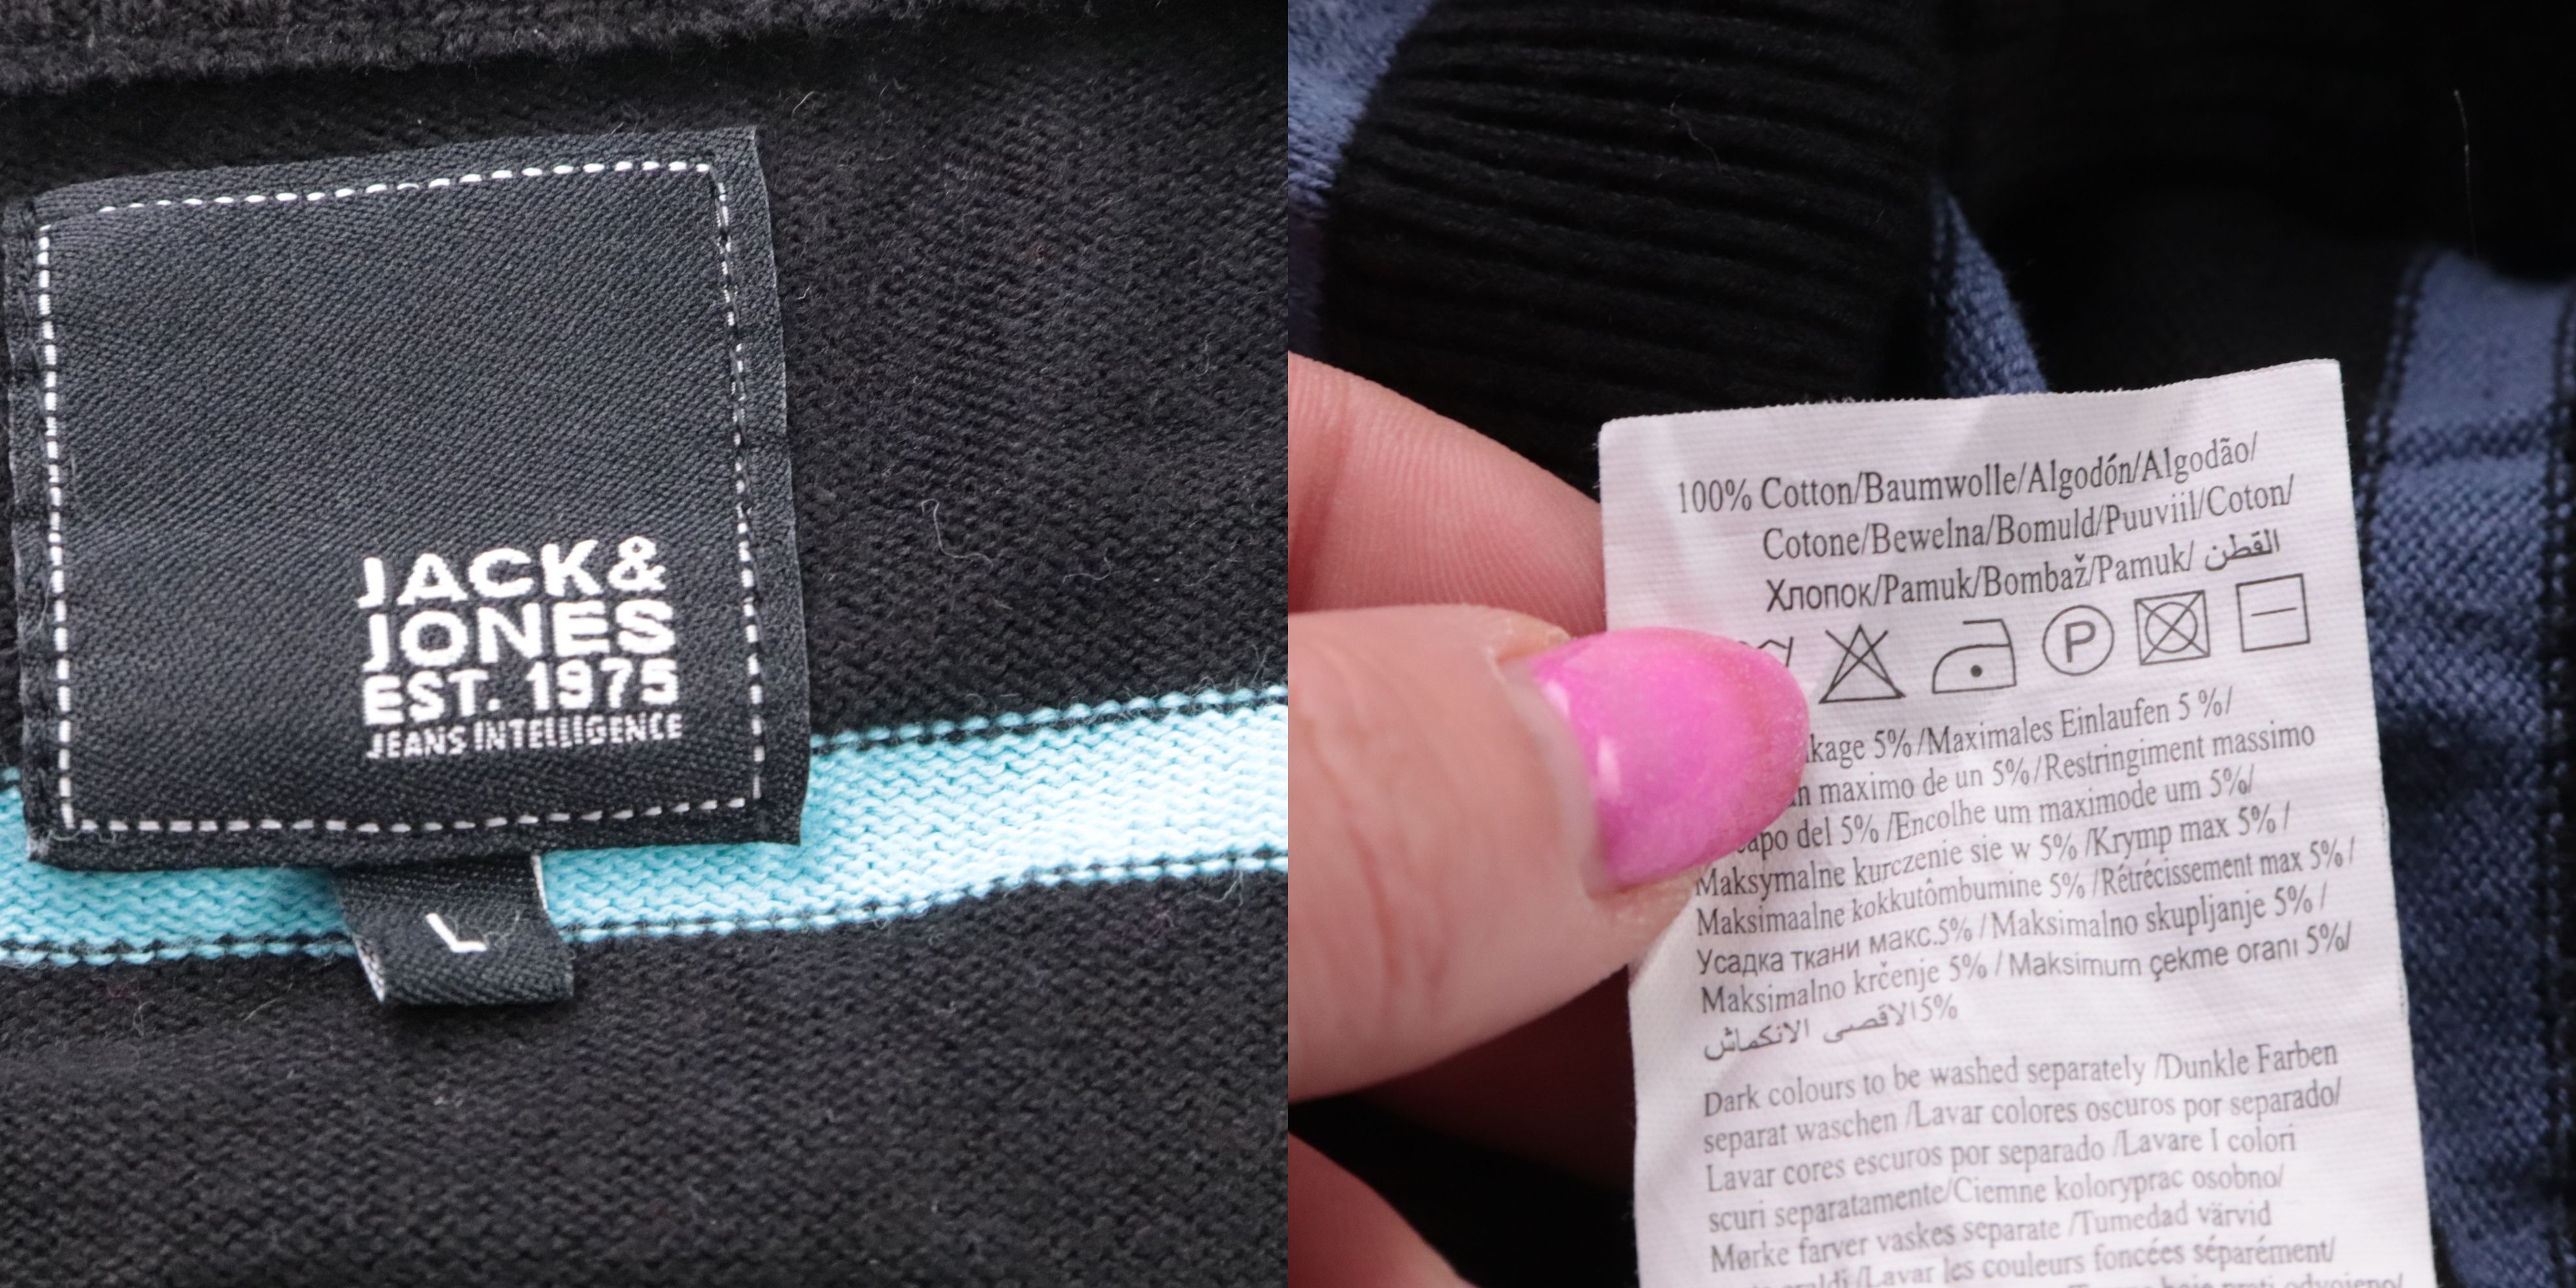 JACK &
JONES
EST. 1975
JEANS INTELLIGENCE
L
100% Cotton/Baumwolle/Algodón/Algodão/
Cotone/Bewelna/Bomuld/Puuviil/Coton/
Хлопок/Pamuk/Bombaž/Pamuk/ القطن
P
5%/Maximales Einlaufen 5 %/
maximo de un 5%/Restringiment massimo
del 5% /Encolhe um maximode um 5%/
Maksymalne kurczenie sie w 5% /Krymp max 5% /
Maksimaalne kokkutõmbumine 5% /Rétrécissement max 5% /
Усадка ткани макс.5% /Maksimalno skupljanje 5% /
Maksimalno krčenje 5% / Maksimum çekme oranı 5%/
الاقصى الانكماش 5%
Dark colours to be washed separately /Dunkle Farben
separat waschen /Lavar colores oscuros por separado/
Lavar cores escuros por separado /Lavare I colori
scuri separatamente/Ciemne koloryprac osobno/
Mørke farver vaskes separate /Tumedad värvid
/Lavar les couleurs foncées séparément/